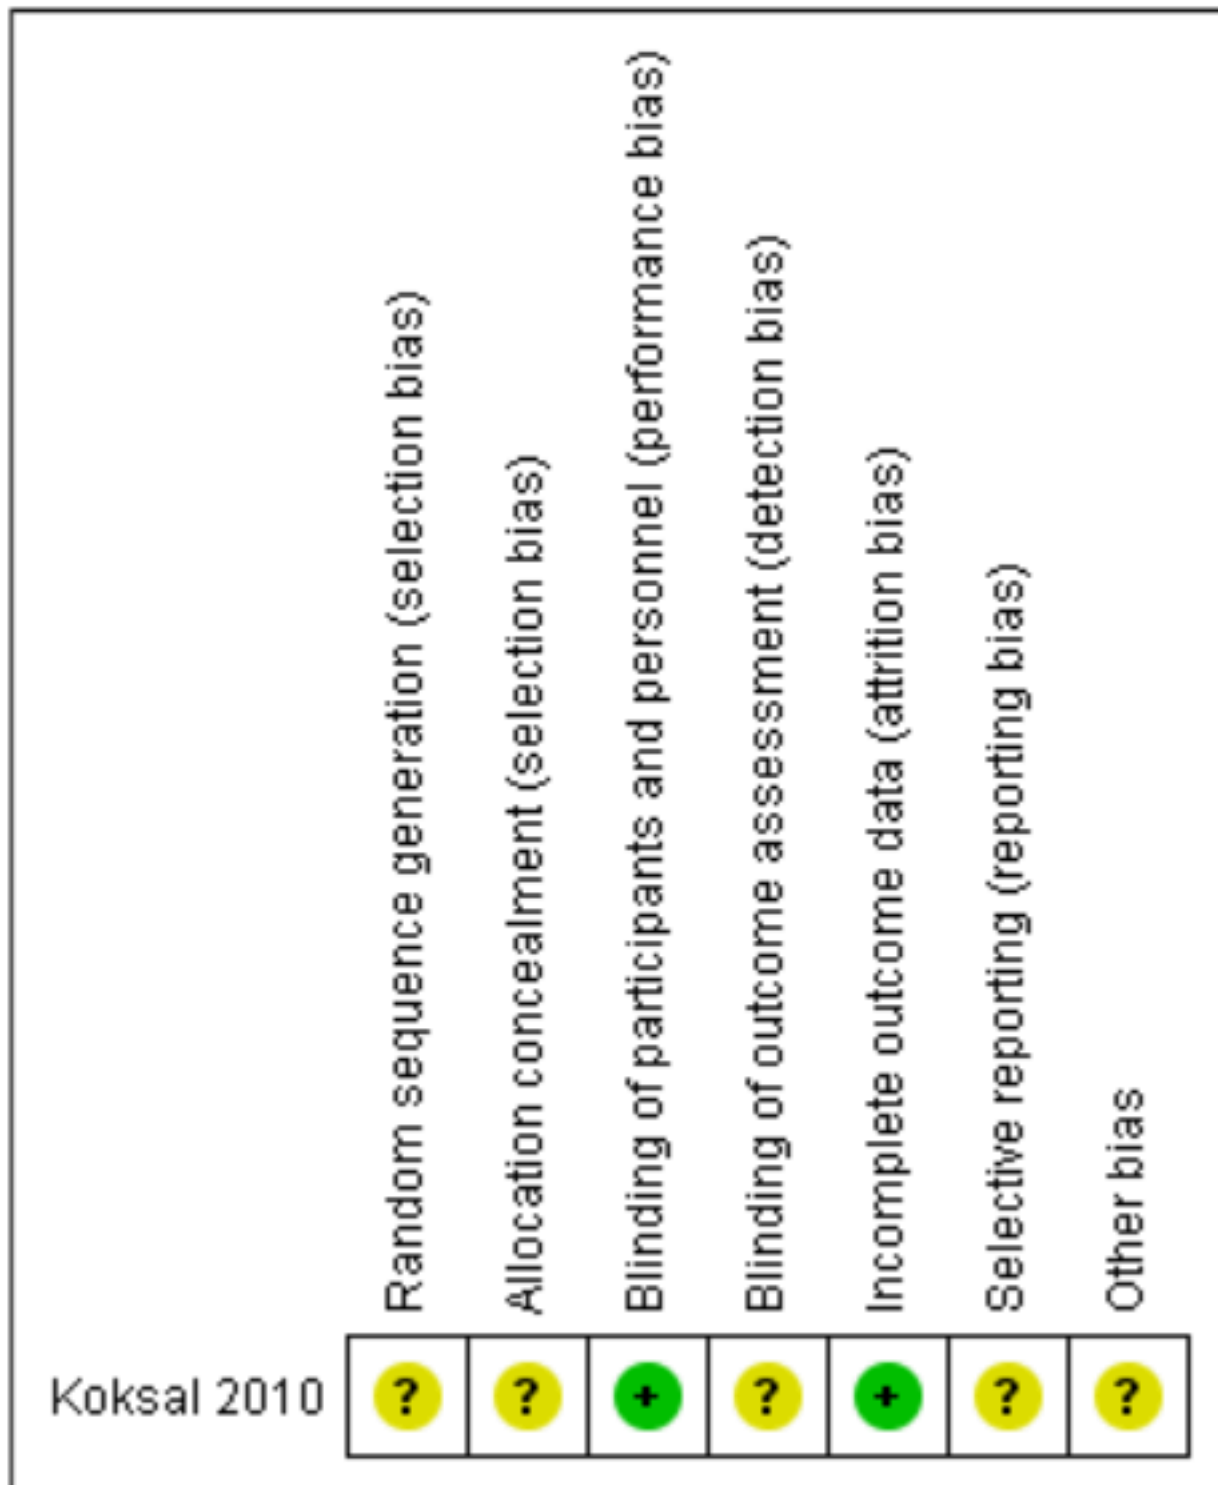 Random sequence generation (selection bias)
Allocation concealment (selection bias)
Blinding of participants and personnel (performance bias)
Blinding of outcome assessment (detection bias)
Incomplete outcome data (attrition bias)
Selective reporting (reporting bias)
Other bias
Koksal 2010 ? ? + ? + ? ?